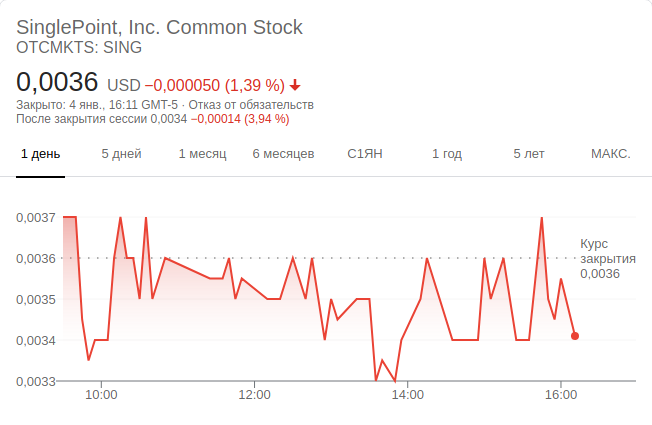 SinglePoint, Inc. Common Stock
OTCMKTS: SING
0,0036 USD −0,000050 (1,39 %)
Закрыто: 4 янв., 16:11 GMT-5 · Отказ от обязательств
После закрытия сессии 0,0034 −0,00014 (3,94 %)
1 день 5 дней 1 месяц 6 месяцев С1ЯН 1 год 5 лет МАКС.
0,0037
Курс
0,0036 закрытия
0,0036
0,0035
0,0034
0,0033
10:00 12:00 14:00 16:00